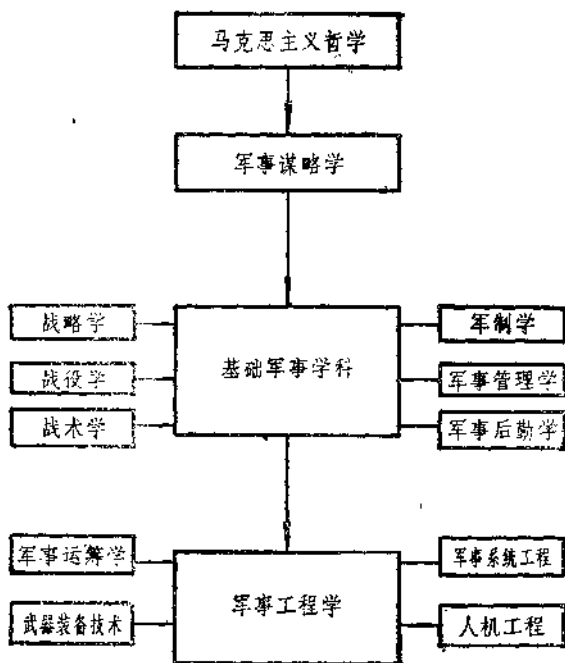 马克思主义哲学
军事谋略学
战略学
战役学
战术学
基础军事学科
军制学
军事管理学
军事后勤学
军事运筹学
武器装备技术
军事工程学
军事系统工程
人机工程